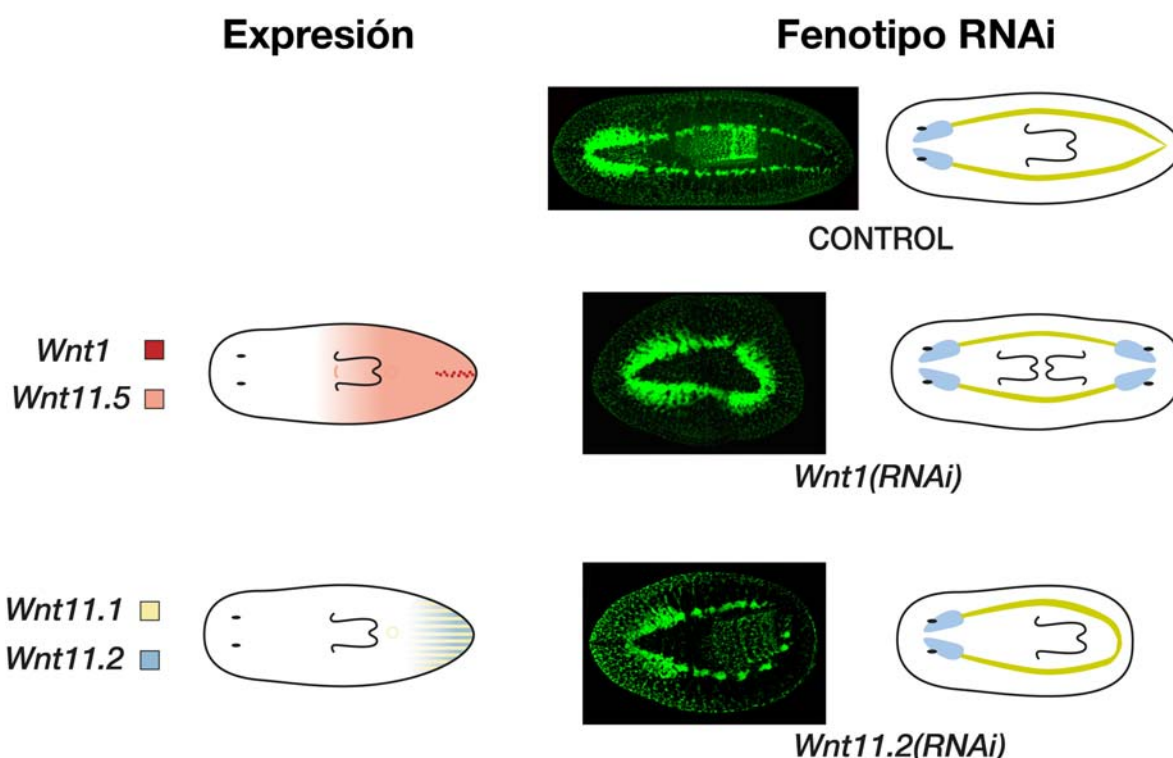 Expresión
Fenotipo RNAi
CONTROL
Wnt1
Wnt11.5
Wnt1(RNAi)
Wnt11.1
Wnt11.2
Wnt11.2(RNAi)